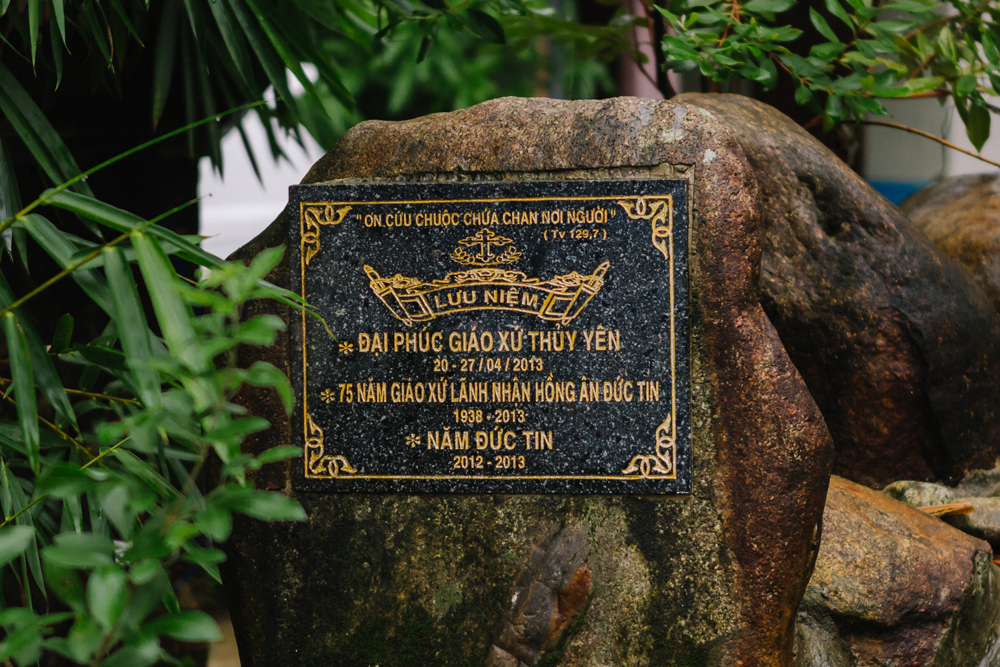 " ƠN CỨU CHUỘC CHỨA CHAN NƠI NGƯỜI "
( Tv 129,7 )
LƯU NIỆM
* ĐẠI PHÚC GIÁO XỨ THỦY YÊN
20 - 27 / 04 / 2013
* 75 NĂM GIÁO XỨ LÃNH NHẬN HỒNG ÂN ĐỨC TIN
1938 - 2013
* NĂM ĐỨC TIN
2012 - 2013